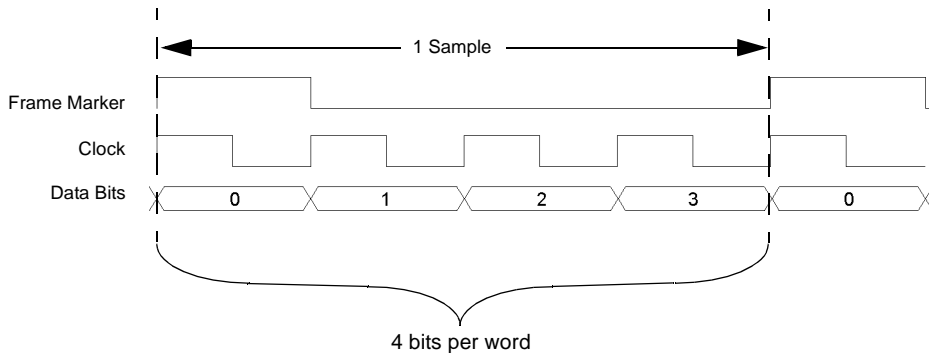 1 Sample
Frame Marker
Clock
Data Bits
0
1
2
3
0
4 bits per word